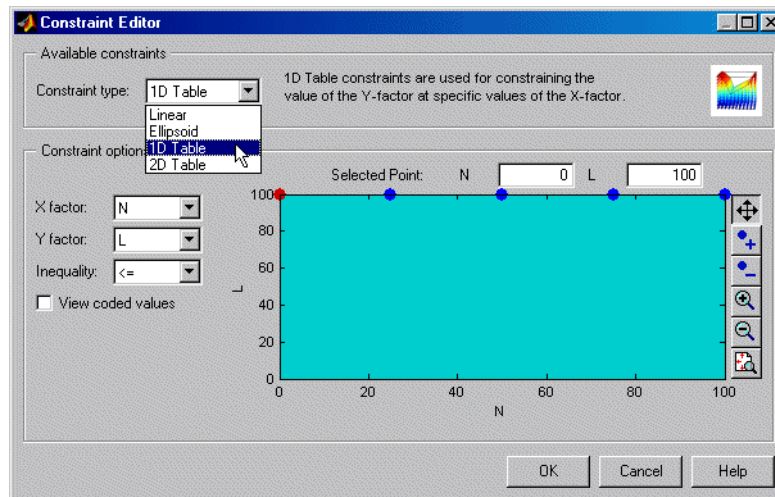 Constraint Editor
Available constraints
Constraint type: 1D Table
1D Table constraints are used for constraining the
value of the Y-factor at specific values of the X-factor.
Linear
Ellipsoid
1D Table
2D Table
Constraint option
Selected Point: N 0 L 100
X factor: N
Y factor: L
Inequality: <=
View coded values
100
80
60
40
20
0
L
0 20 40 60 80 100
N
OK Cancel Help